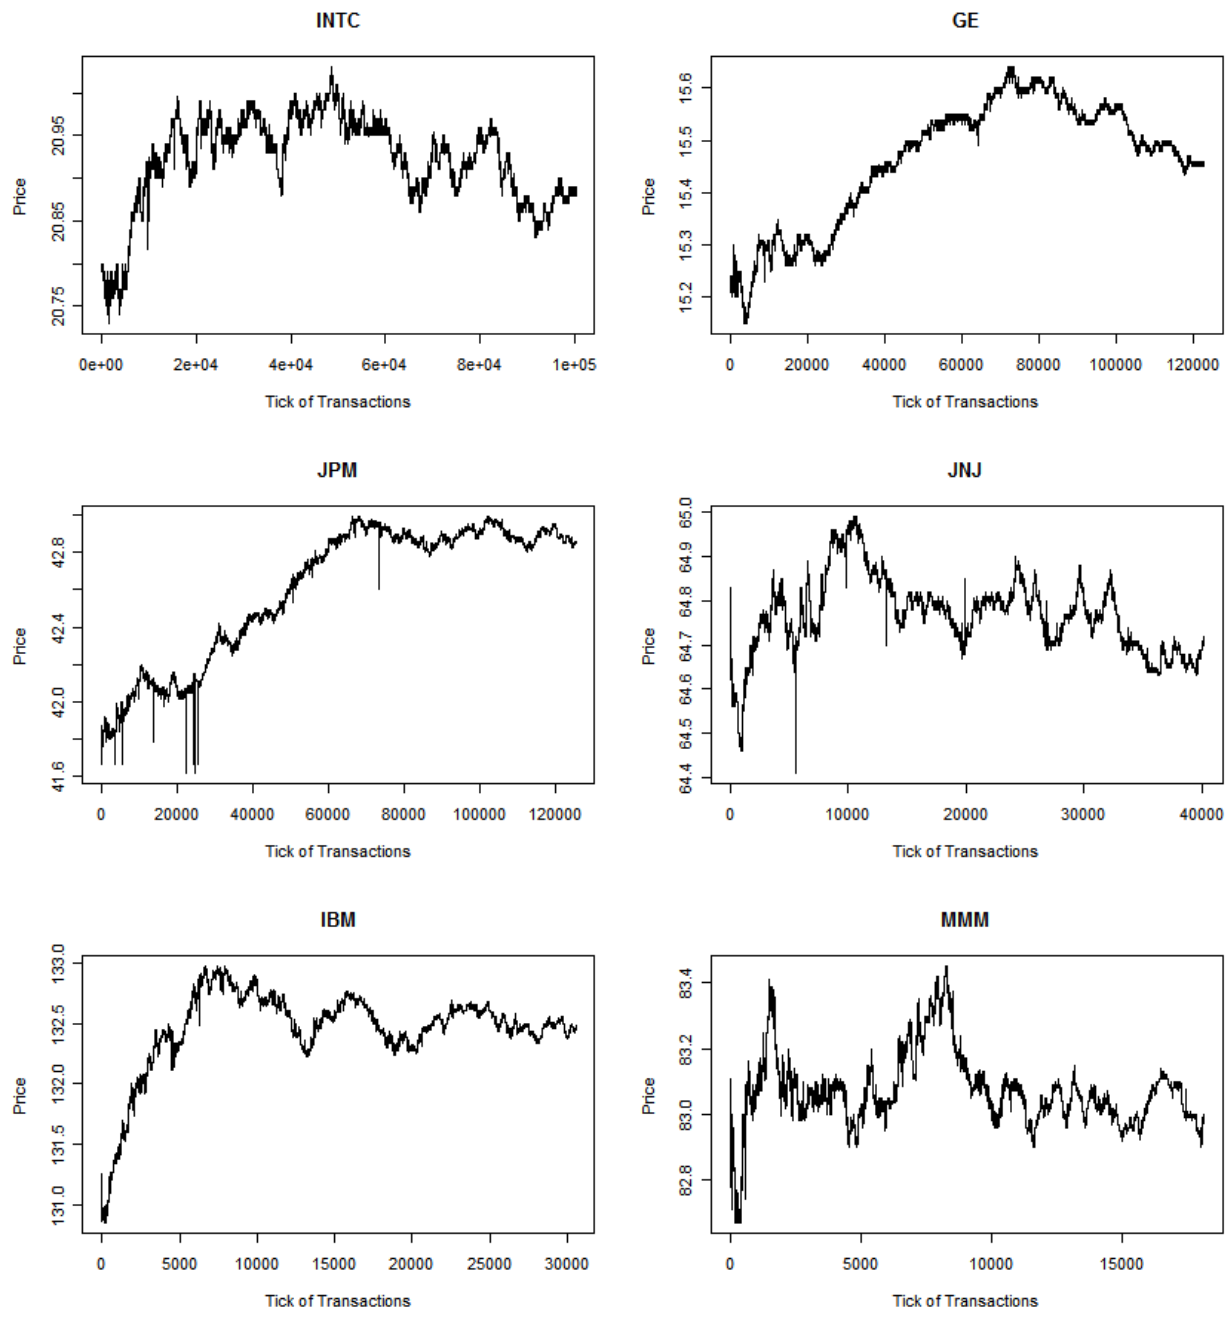 INTC
Price
20.75 20.85 20.95
0e+00 2e+04 4e+04 6e+04 8e+04 1e+05
Tick of Transactions
GE
Price
15.2 15.3 15.4 15.5 15.6
0 20000 40000 60000 80000 100000 120000
Tick of Transactions
JPM
Price
41.6 42.0 42.4 42.8
0 20000 40000 60000 80000 100000 120000
Tick of Transactions
JNJ
Price
64.4 64.5 64.6 64.7 64.8 64.9 65.0
0 10000 20000 30000 40000
Tick of Transactions
IBM
Price
131.0 131.5 132.0 132.5 133.0
0 5000 10000 15000 20000 25000 30000
Tick of Transactions
MMM
Price
82.8 83.0 83.2 83.4
0 5000 10000 15000
Tick of Transactions